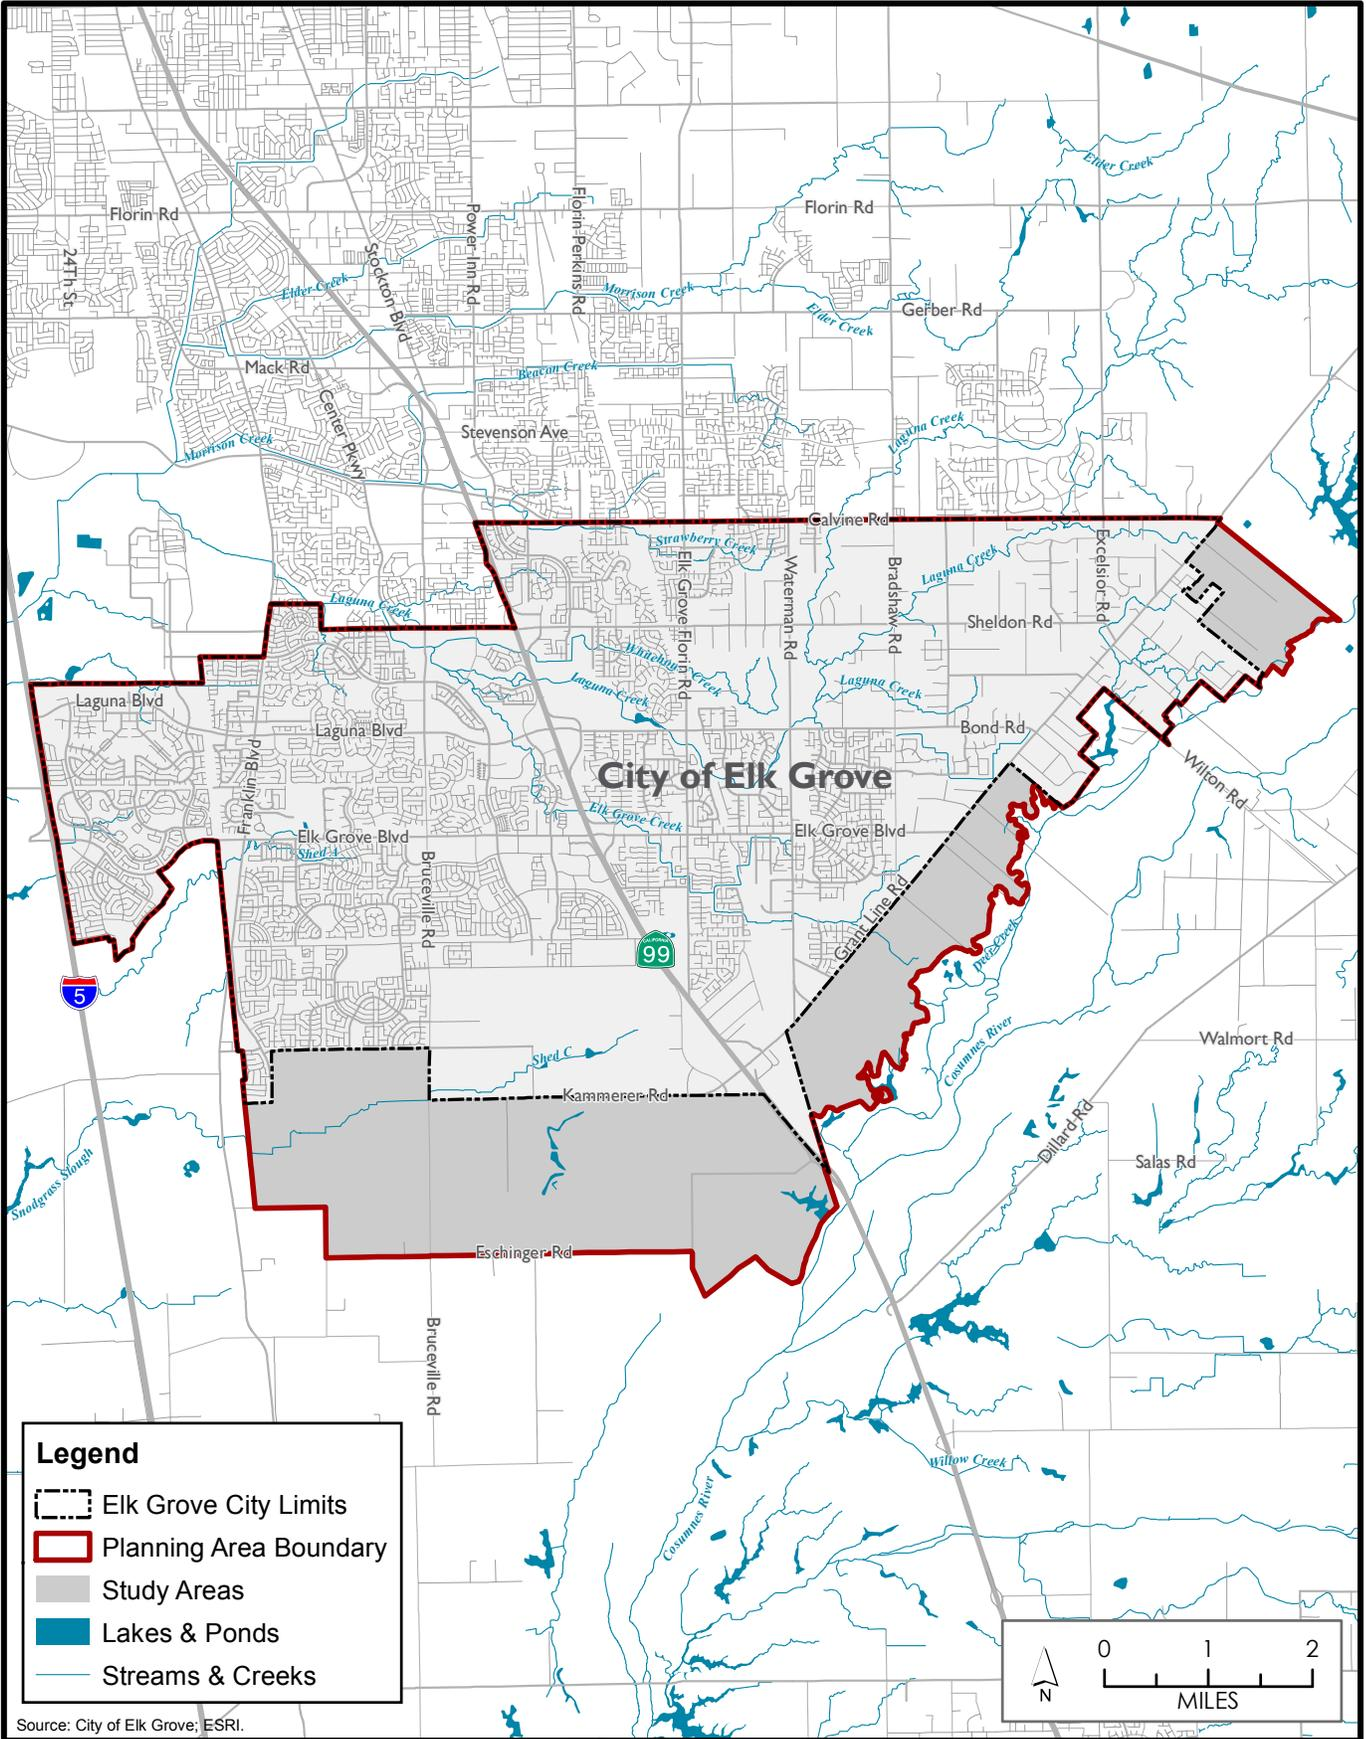 Elder Creek
Florin Rd
Florin Rd
24Th St
Stockton Blvd
Power Inn Rd
Florin-Perkins Rd
Elder Creek
Morrison Creek
Elder Creek
Gerber Rd
Mack Rd
Beacon Creek
Center Pkwy
Stevenson Ave
Laguna Creek
Morrison Creek
Calvine Rd
Strawberry Creek
Elk Grove Florin Rd
Waterman Rd
Bradshaw Rd
Laguna Creek
Excelsior Rd
Laguna Creek
Sheldon Rd
Whitehouse Creek
Laguna Creek
Laguna Creek
Laguna Blvd
Laguna Blvd
Franklin Blvd
Bond Rd
City of Elk Grove
Wilton Rd
Elk Grove Creek
Elk Grove Blvd
Elk Grove Blvd
Shed A
Bruceville Rd
Grant Line Rd
CALIFORNIA
99
Deer Creek
5
Cosumnes River
Walmort Rd
Shed C
Kammerer Rd
Dillard Rd
Salas Rd
Snodgrass Slough
Eschinger Rd
Bruceville Rd
Willow Creek
Cosumnes River
Legend
Elk Grove City Limits
Planning Area Boundary
Study Areas
Lakes & Ponds
Streams & Creeks
Source: City of Elk Grove; ESRI.
N
0 1 2
MILES